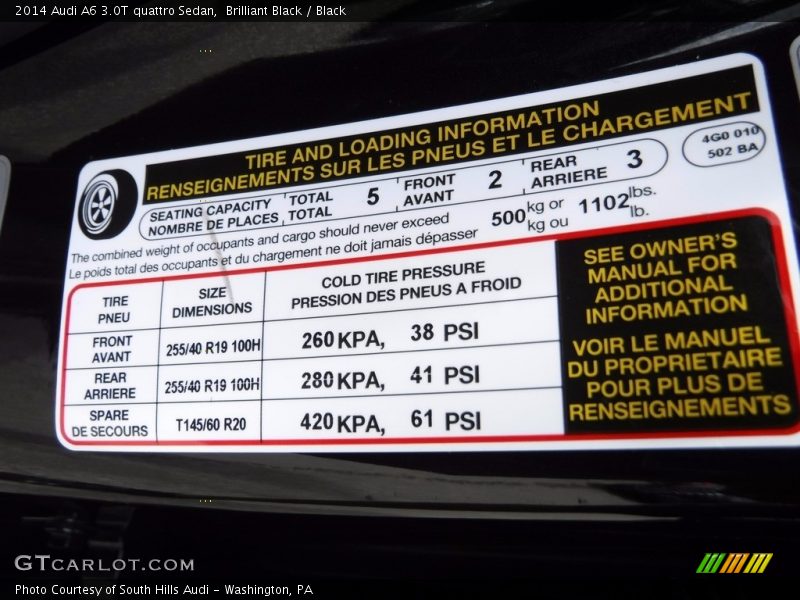 2014 Audi A6 3.0T quattro Sedan,  Brilliant Black / Black
TIRE AND LOADING INFORMATION
RENSEIGNEMENTS SUR LES PNEUS ET LE CHARGEMENT
4G0 010
502 BA
SEATING CAPACITY TOTAL 5 FRONT 2 REAR 3
NOMBRE DE PLACES TOTAL AVANT ARRIERE
The combined weight of occupants and cargo should never exceed 500 kg or 1102 lbs.
Le poids total des occupants et du chargement ne doit jamais dépasser kg ou lb.
TIRE SIZE COLD TIRE PRESSURE
PNEU DIMENSIONS PRESSION DES PNEUS A FROID
FRONT
AVANT 255/40 R19 100H 260 KPA, 38 PSI
REAR
ARRIERE 255/40 R19 100H 280 KPA, 41 PSI
SPARE
DE SECOURS T145/60 R20 420 KPA, 61 PSI
SEE OWNER'S
MANUAL FOR
ADDITIONAL
INFORMATION
VOIR LE MANUEL
DU PROPRIETAIRE
POUR PLUS DE
RENSEIGNEMENTS
GTCARLOT.COM
Photo Courtesy of South Hills Audi - Washington, PA